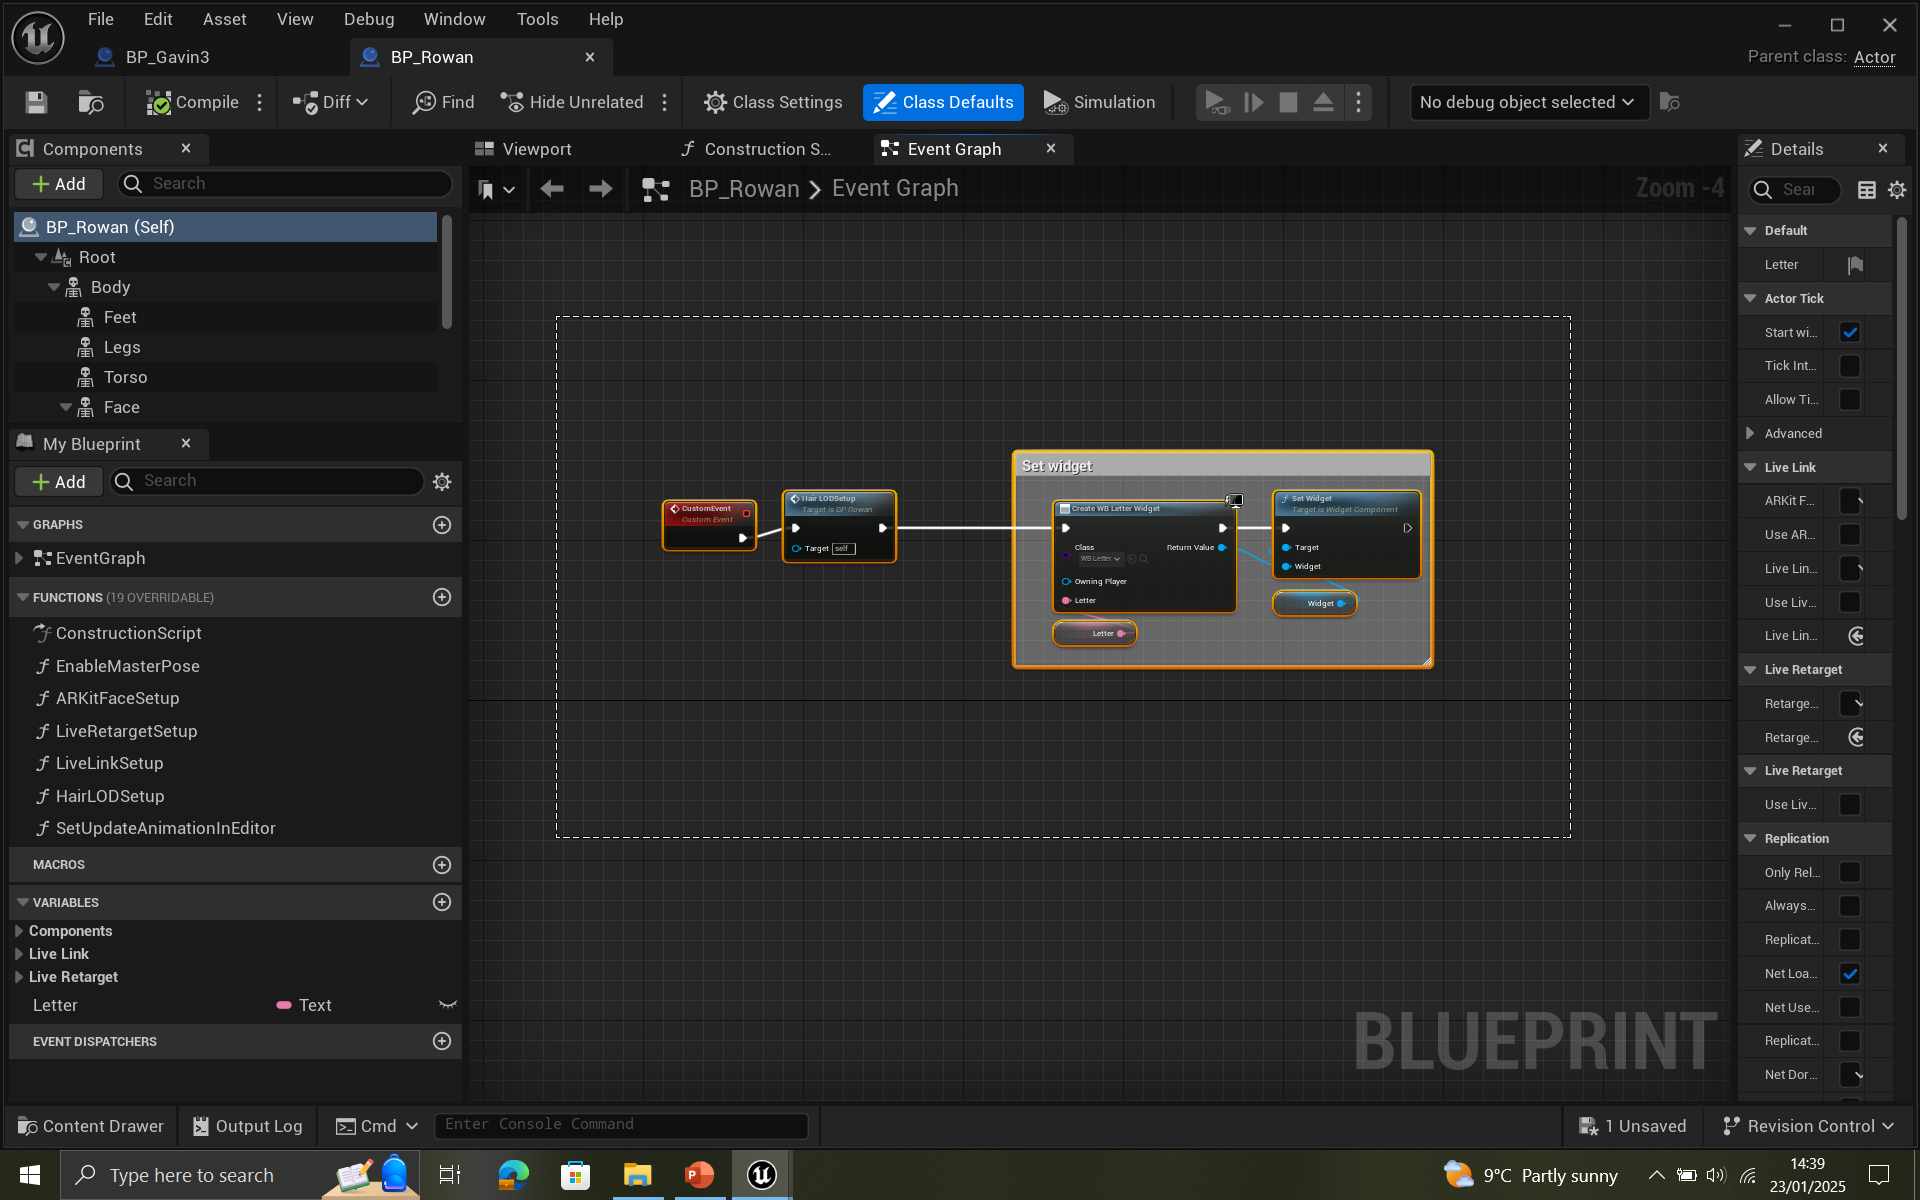 File Edit Asset View Debug Window Tools Help
BP_Gavin3
BP_Rowan
Parent class: Actor
Compile
Diff
Find
Hide Unrelated
Class Settings
Class Defaults
Simulation
No debug object selected
Components
Add
Search
BP_Rowan (Self)
Root
Body
Feet
Legs
Torso
Face
My Blueprint
Add
Search
GRAPHS
EventGraph
FUNCTIONS (19 OVERRIDABLE)
ConstructionScript
EnableMasterPose
ARKitFaceSetup
LiveRetargetSetup
LiveLinkSetup
HairLODSetup
SetUpdateAnimationInEditor
MACROS
VARIABLES
Components
Live Link
Live Retarget
Letter Text
EVENT DISPATCHERS
Viewport
Construction S...
Event Graph
BP_Rowan > Event Graph
Zoom -4
CustomEvent
Custom Event
Hair LODSetup
Target is BP Rowan
Target self
Set widget
Create WB Letter Widget
Class
WB Letter
Return Value
Owning Player
Letter
Letter
Set Widget
Target is Widget Component
Target
Widget
Widget
BLUEPRINT
Details
Sear
Default
Letter
Actor Tick
Start wi...
Tick Int...
Allow Ti...
Advanced
Live Link
ARKit F...
Use AR...
Live Lin...
Use Liv...
Live Lin...
Live Retarget
Retarge...
Retarge...
Live Retarget
Use Liv...
Replication
Only Rel...
Always...
Replicat...
Net Loa...
Net Use...
Replicat...
Net Dor...
Content Drawer
Output Log
Cmd
Enter Console Command
1 Unsaved
Revision Control
Type here to search
9°C Partly sunny
14:39
23/01/2025